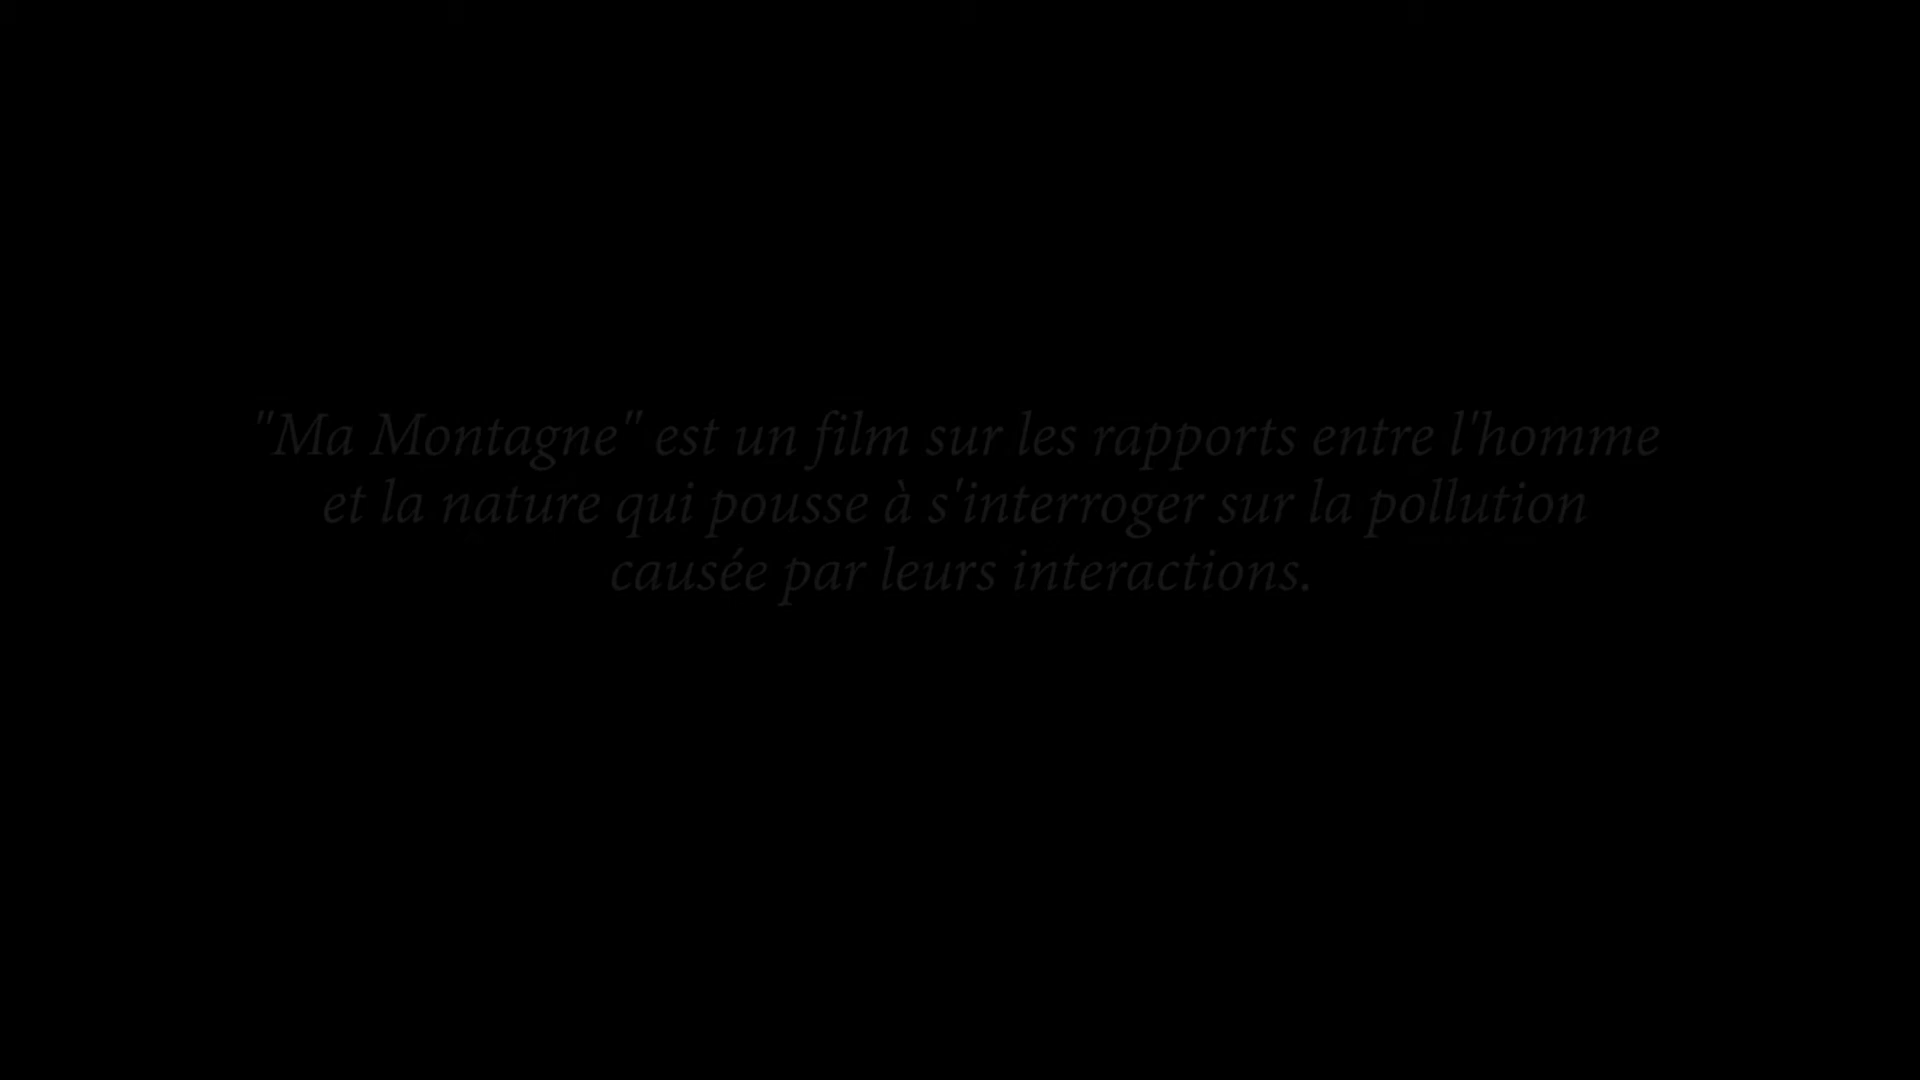 "Ma Montagne" est un film sur les rapports entre l'homme
et la nature qui pousse à s'interroger sur la pollution
causée par leurs interactions.